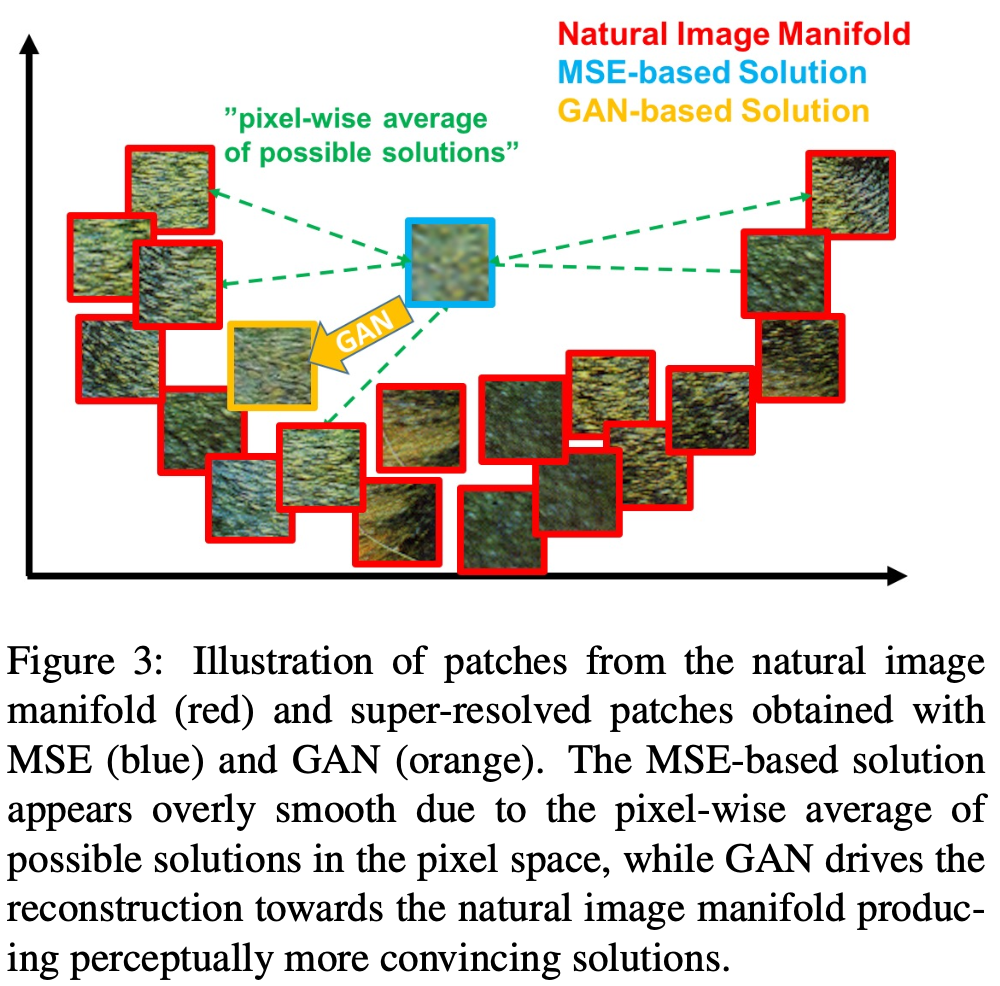 Natural Image Manifold
MSE-based Solution
GAN-based Solution
”pixel-wise average
of possible solutions”
GAN
Figure 3: Illustration of patches from the natural image
manifold (red) and super-resolved patches obtained with
MSE (blue) and GAN (orange). The MSE-based solution
appears overly smooth due to the pixel-wise average of
possible solutions in the pixel space, while GAN drives the
reconstruction towards the natural image manifold produc-
ing perceptually more convincing solutions.